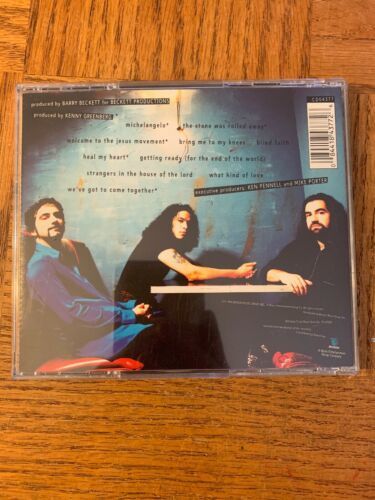 produced by BARRY BECKETT for BECKETT PRODUCTIONS
CD04377
produced by KENNY GREENBERG*
michelangelo* the stone was rolled away*
welcome to the jesus movement* bring me to my knees blind faith
heal my heart* getting ready (for the end of the world)
strangers in the house of the lord what kind of love
executive producers: KEN PENNELL and MIKE PORTER
we've got to come together*